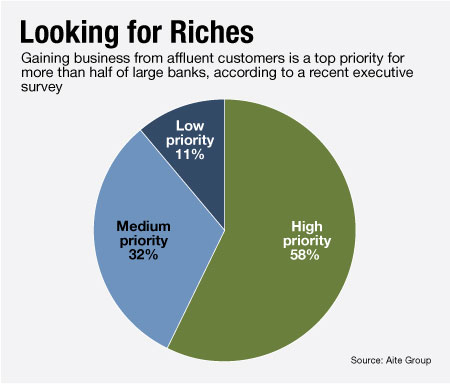 Looking for Riches
Gaining business from affluent customers is a top priority for
more than half of large banks, according to a recent executive
survey
Low
priority
11%
Medium
priority
32%
High
priority
58%
Source: Aite Group